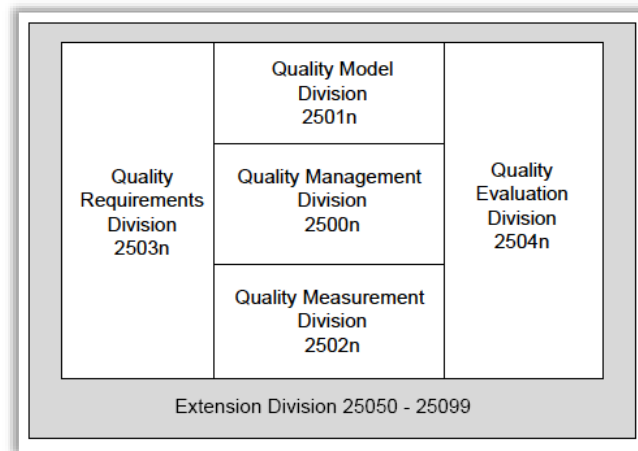 Quality
Requirements
Division
2503n
Quality Model
Division
2501n
Quality Management
Division
2500n
Quality Measurement
Division
2502n
Quality
Evaluation
Division
2504n
Extension Division 25050 - 25099